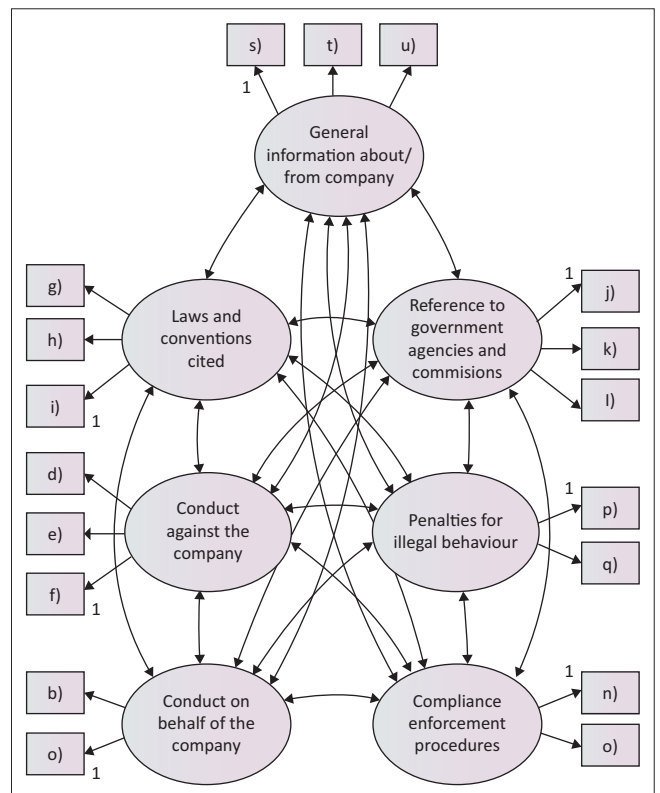 s) t) u)
1
General
information about/
from company
g)
h)
i)
1
Laws and
conventions
cited
Reference to
government
agencies and
commisions
1
j)
k)
l)
d)
e)
f)
1
Conduct
against the
company
Penalties for
illegal behaviour
1
p)
q)
b)
o)
1
Conduct on
behalf of the
company
Compliance
enforcement
procedures
1
n)
o)